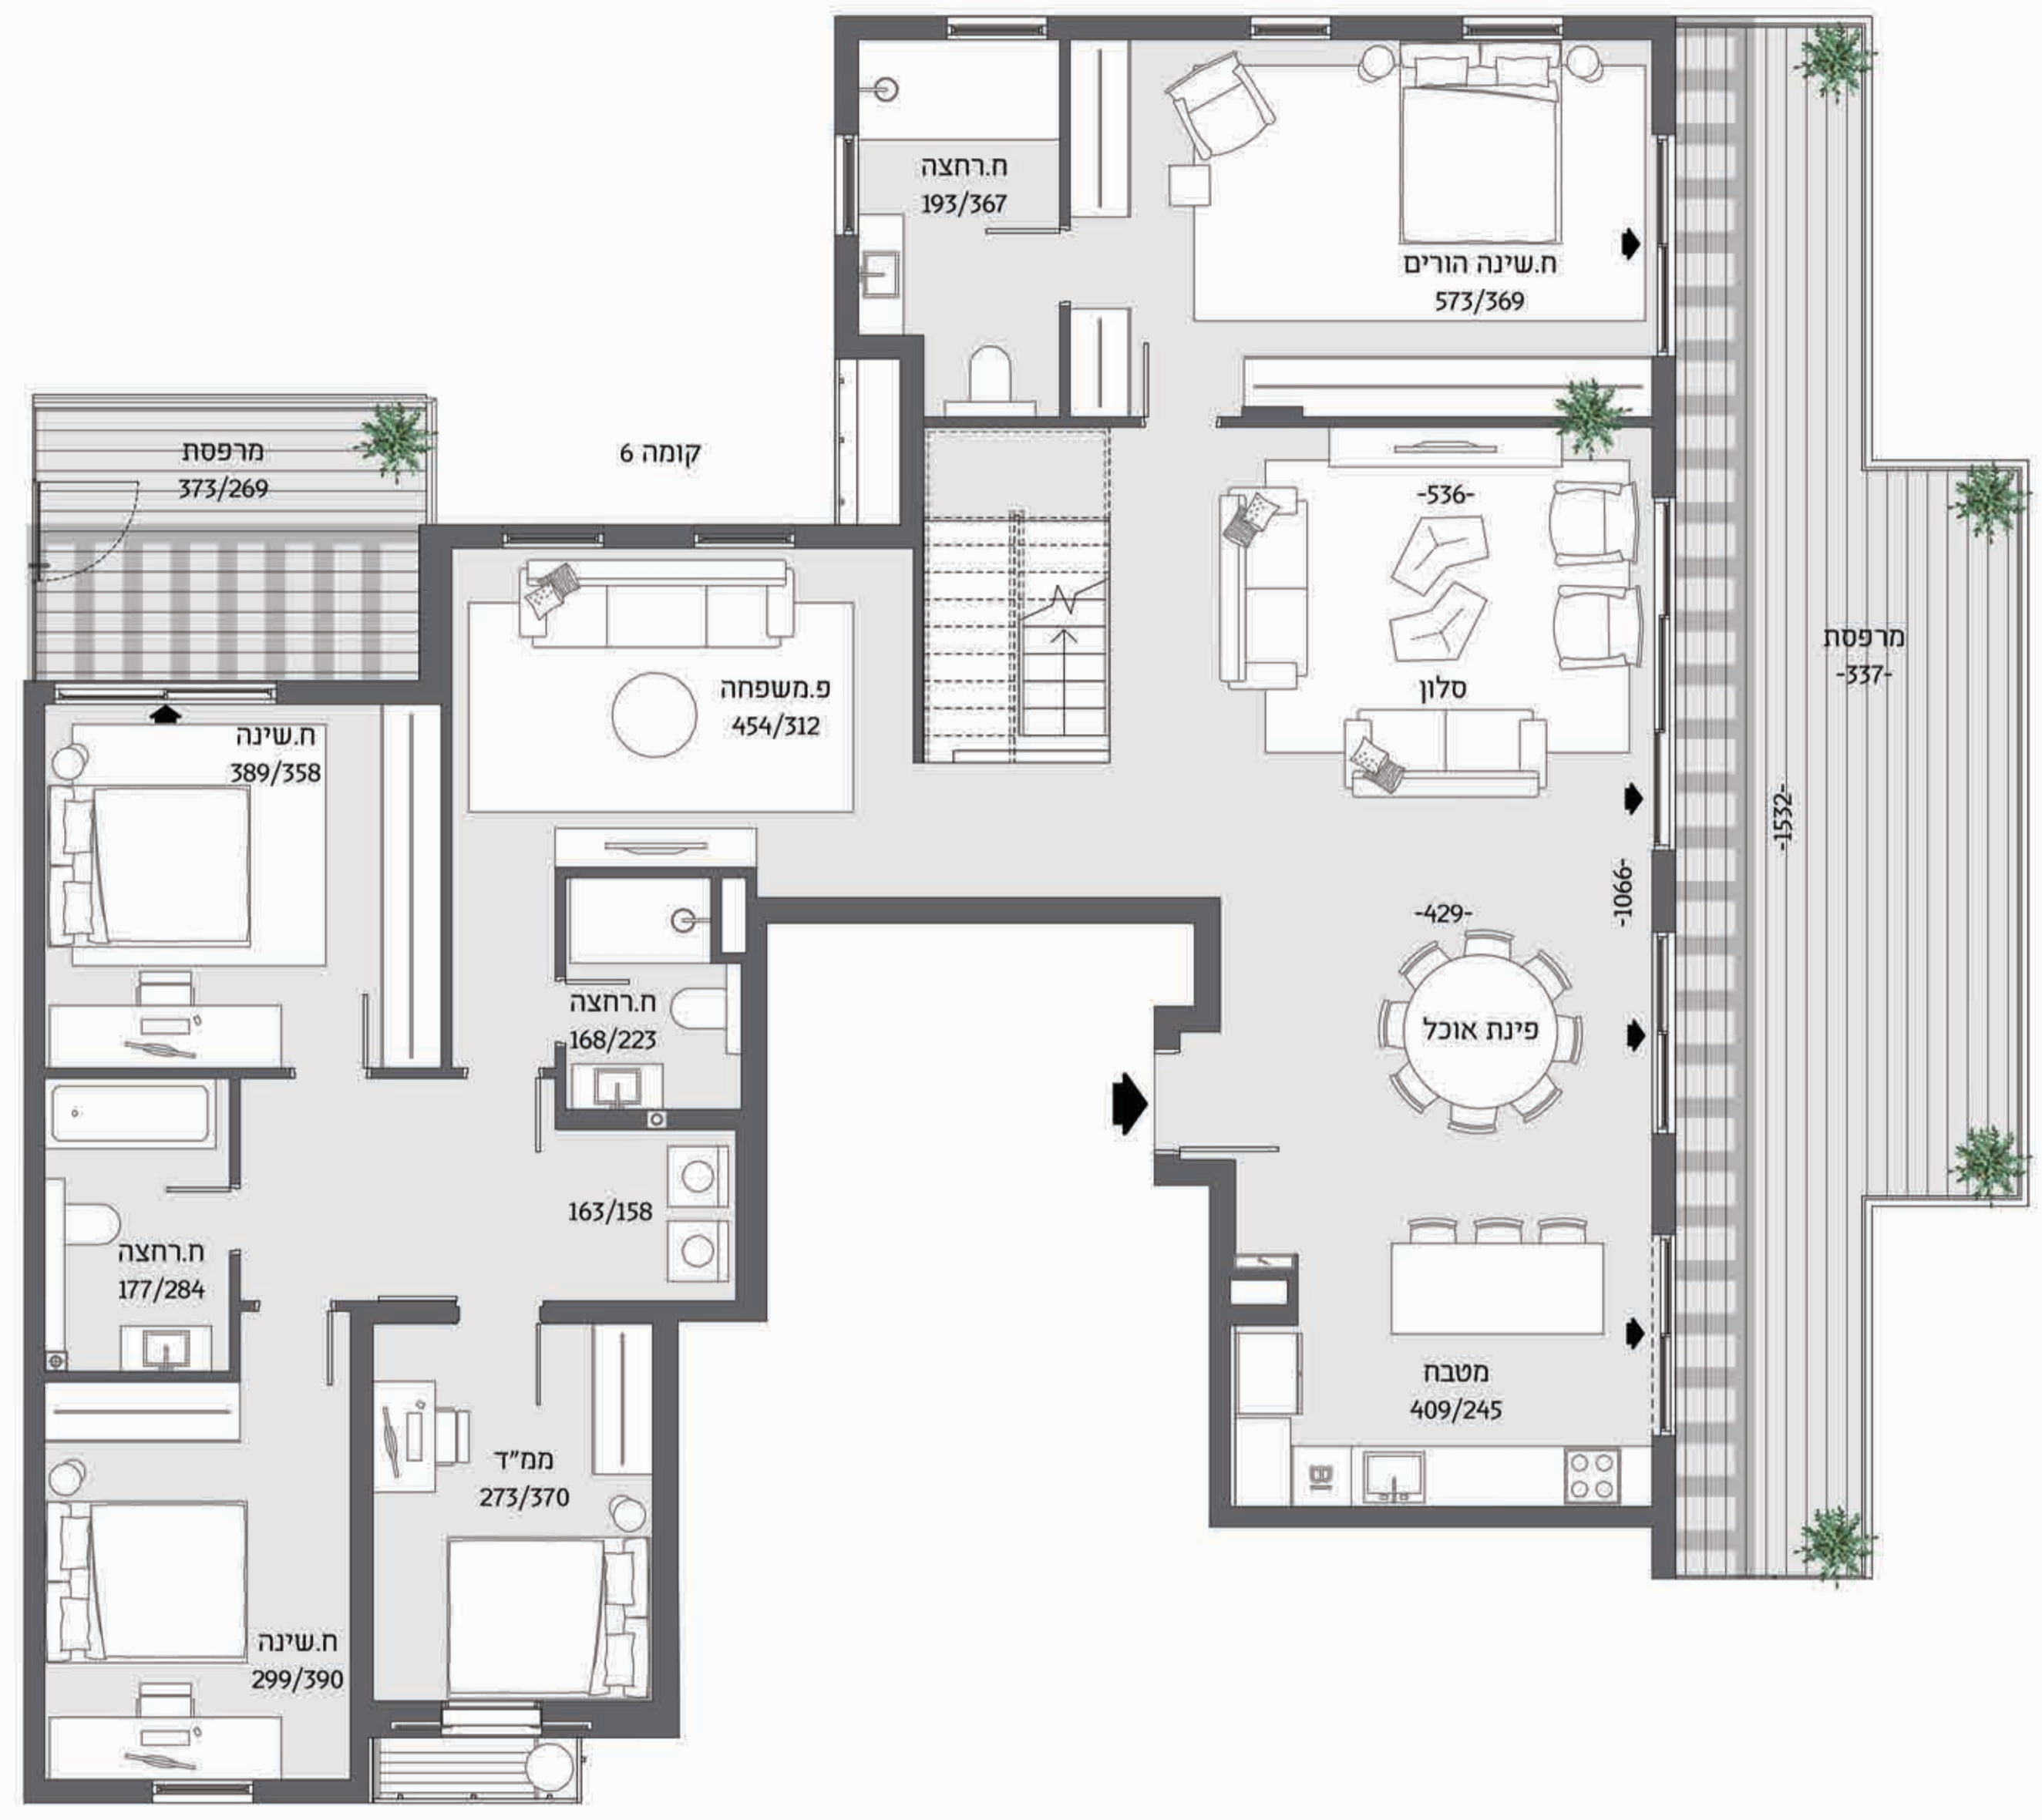 ח.רחצה
193/367
ח.שינה הורים
573/369
מרפסת
373/269
קומה 6
-536-
סלון
מרפסת
-337-
-1532-
פ.משפחה
454/312
ח.שינה
389/358
-1066-
-429-
פינת אוכל
ח.רחצה
168/223
163/158
ח.רחצה
177/284
מטבח
409/245
ממ"ד
273/370
ח.שינה
299/390